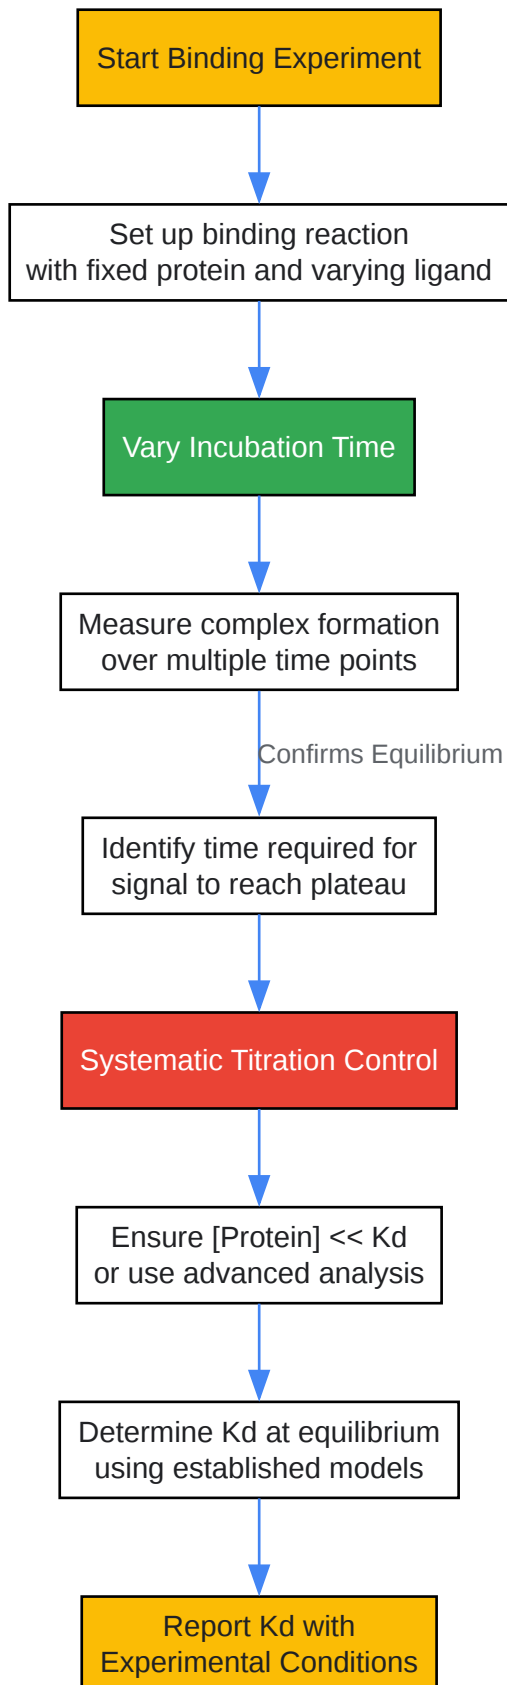 Start Binding Experiment
Set up binding reaction
with fixed protein and varying ligand
Vary Incubation Time
Measure complex formation
over multiple time points
Confirms Equilibrium
Identify time required for
signal to reach plateau
Systematic Titration Control
Ensure [Protein] << Kd
or use advanced analysis
Determine Kd at equilibrium
using established models
Report Kd with
Experimental Conditions